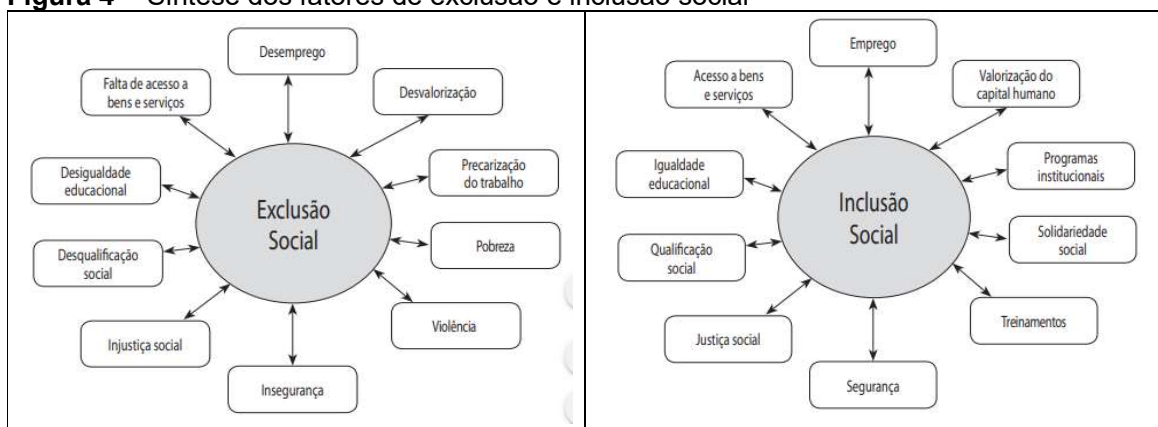 Figura 4 – Síntese dos fatores de exclusão e inclusão social
Desemprego
Falta de acesso a
bens e serviços
Desvalorização
Desigualdade
educacional
Precarização
do trabalho
Exclusão
Social
Desqualificação
social
Pobreza
Injustiça social
Violência
Insegurança
Emprego
Acesso a bens
e serviços
Valorização do
capital humano
Igualdade
educacional
Programas
institucionais
Inclusão
Social
Qualificação
social
Solidariedade
social
Justiça social
Treinamentos
Segurança